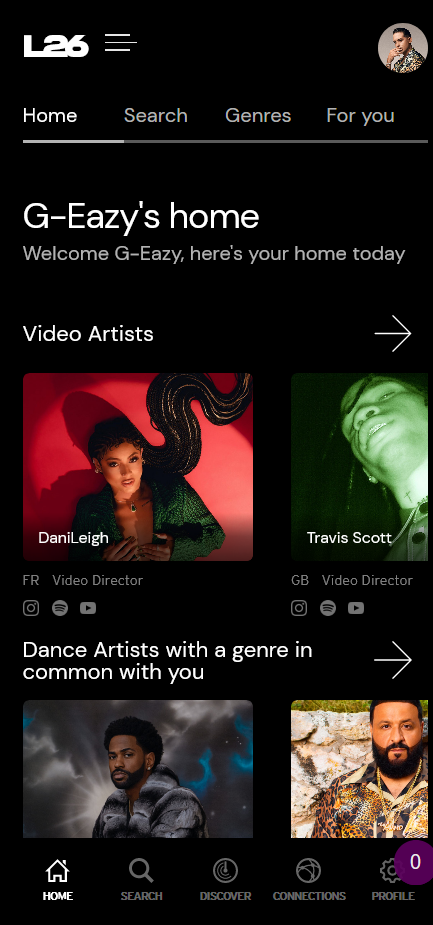 L26
Home Search Genres For you
G-Eazy's home
Welcome G-Eazy, here's your home today
Video Artists
DaniLeigh
Travis Scott
FR Video Director
GB Video Director
Dance Artists with a genre in
common with you
0
HOME SEARCH DISCOVER CONNECTIONS PROFILE